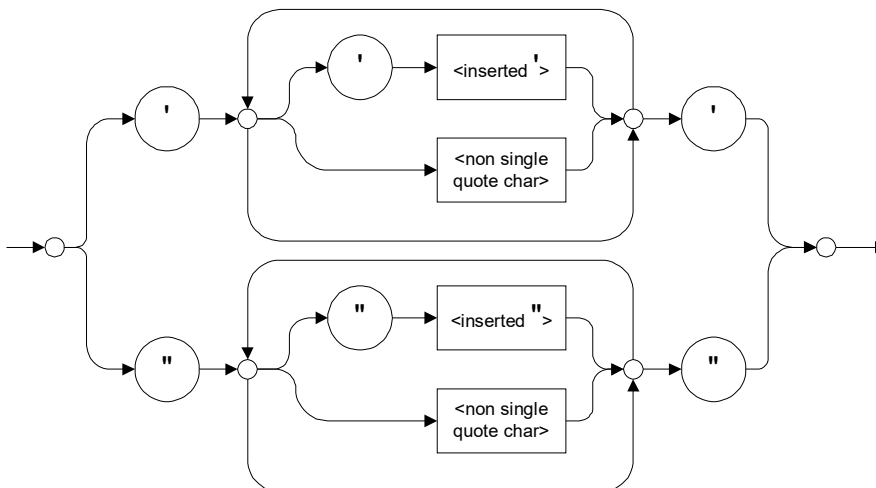 '
<inserted '>
'
'
<non single
quote char>
"
<inserted ">
"
"
<non single
quote char>